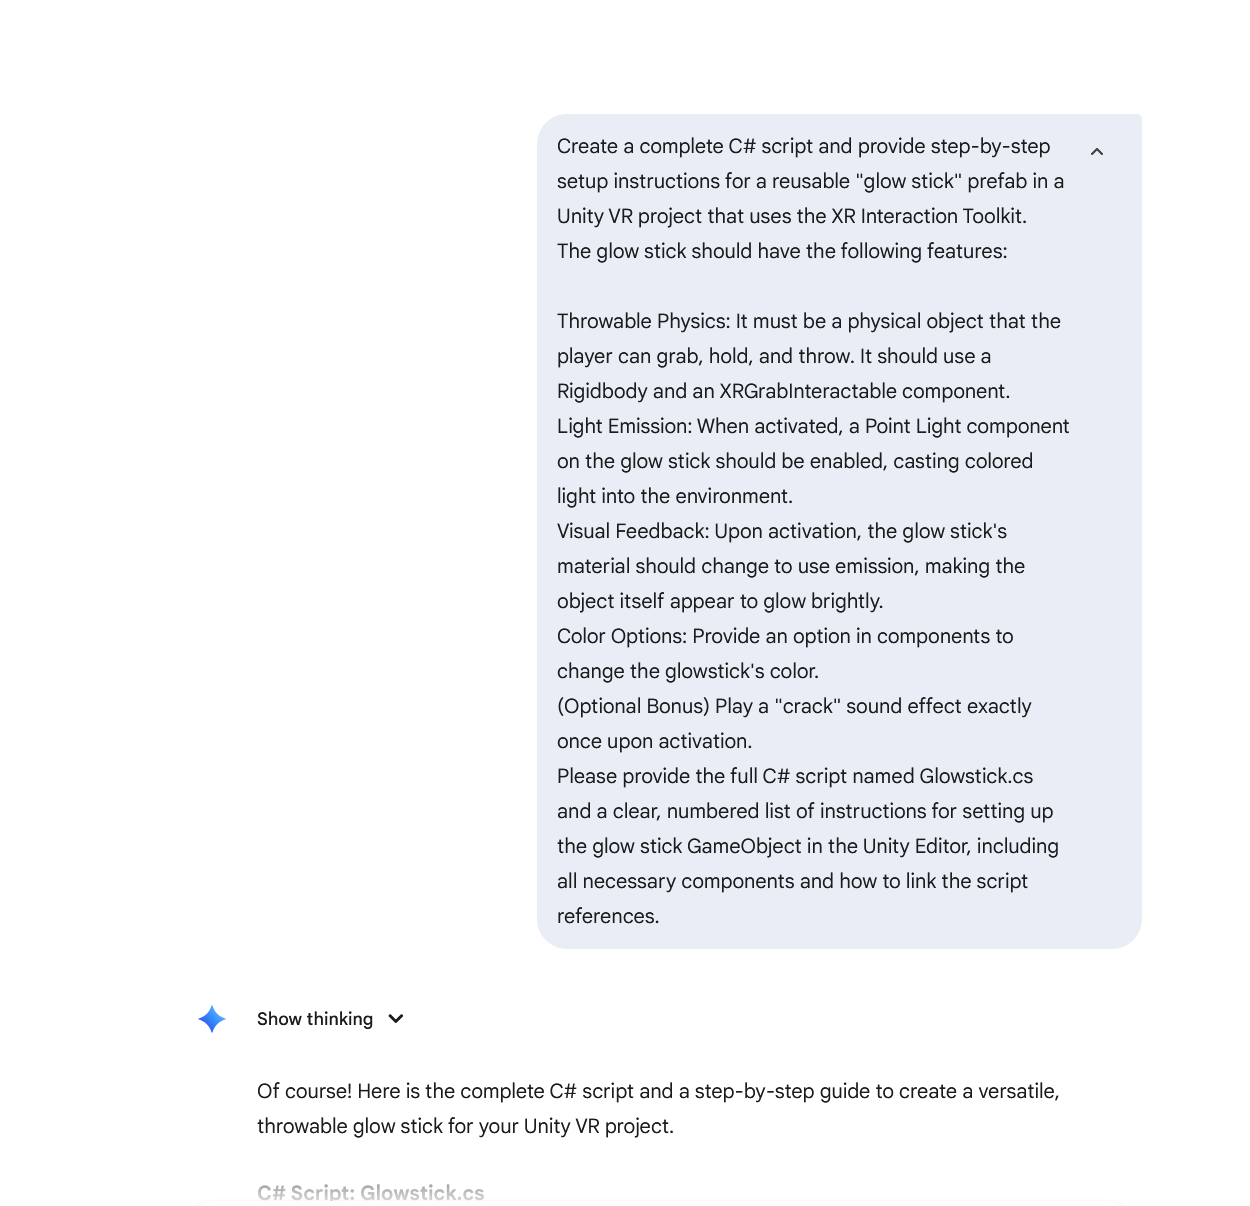 Create a complete C# script and provide step-by-step
setup instructions for a reusable "glow stick" prefab in a
Unity VR project that uses the XR Interaction Toolkit.
The glow stick should have the following features:
Throwable Physics: It must be a physical object that the
player can grab, hold, and throw. It should use a
Rigidbody and an XRGrabInteractable component.
Light Emission: When activated, a Point Light component
on the glow stick should be enabled, casting colored
light into the environment.
Visual Feedback: Upon activation, the glow stick's
material should change to use emission, making the
object itself appear to glow brightly.
Color Options: Provide an option in components to
change the glowstick's color.
(Optional Bonus) Play a "crack" sound effect exactly
once upon activation.
Please provide the full C# script named Glowstick.cs
and a clear, numbered list of instructions for setting up
the glow stick GameObject in the Unity Editor, including
all necessary components and how to link the script
references.
Show thinking
Of course! Here is the complete C# script and a step-by-step guide to create a versatile,
throwable glow stick for your Unity VR project.
C# Script: Glowstick.cs